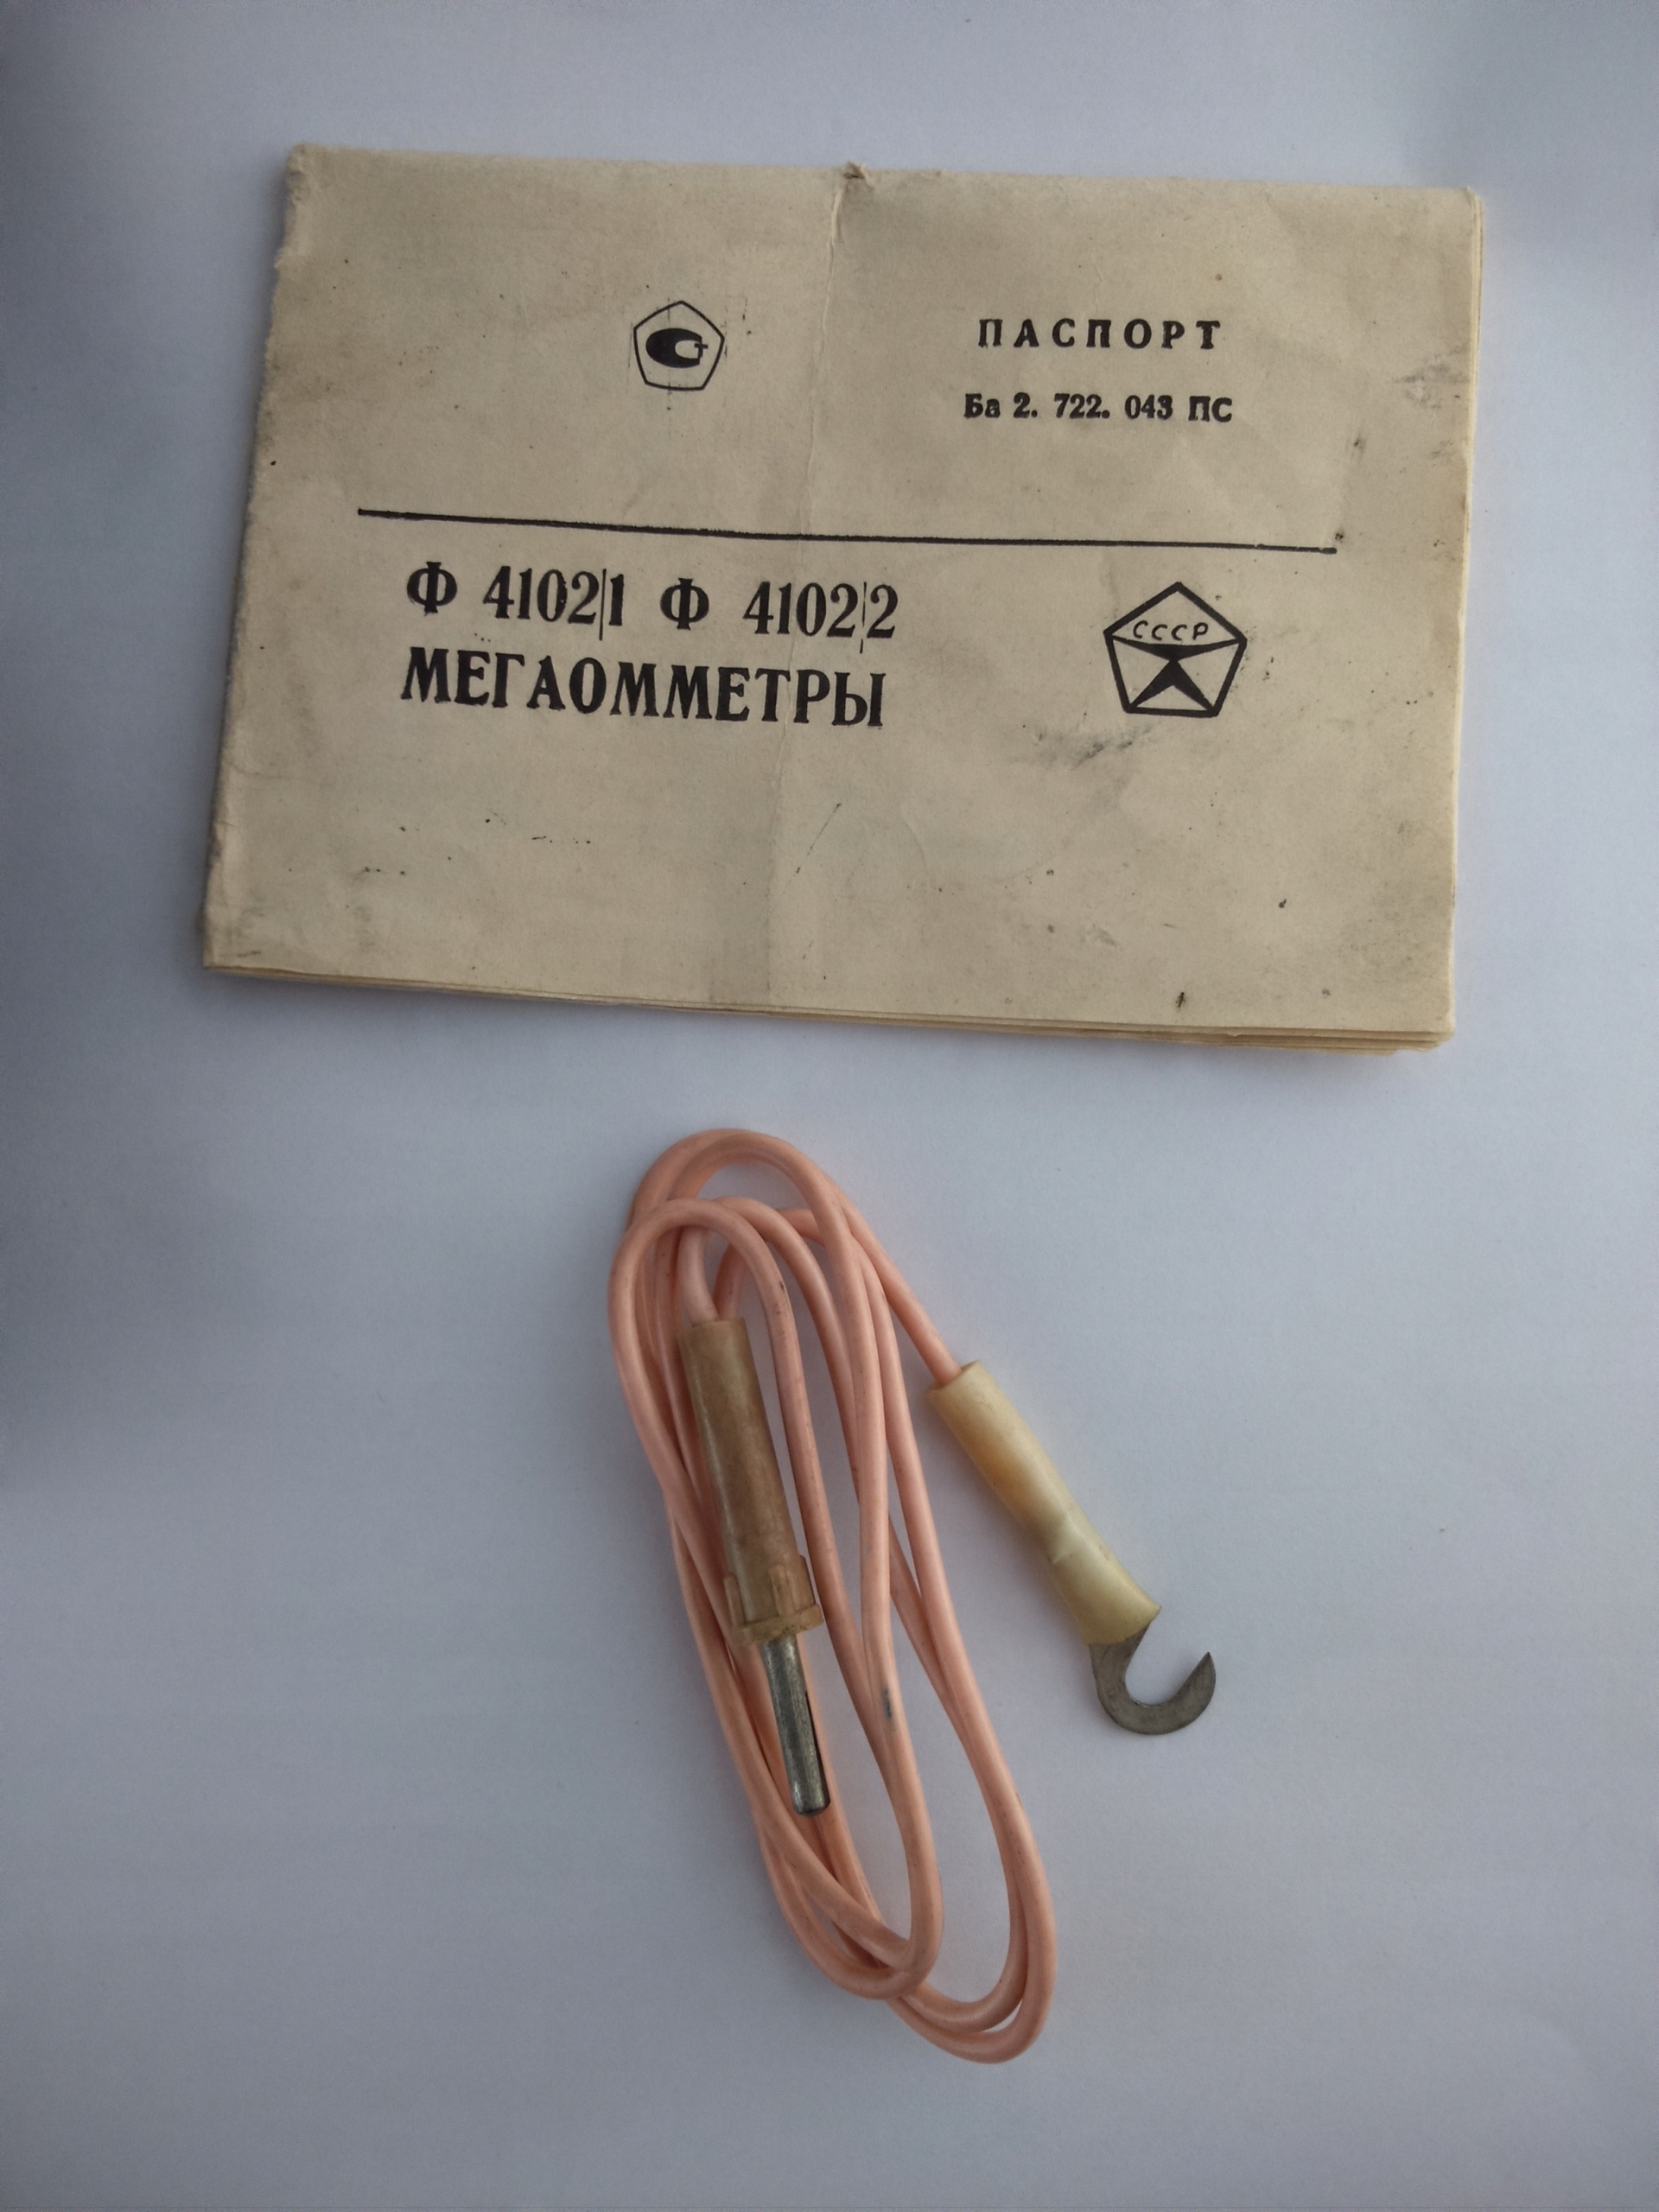 ПАСПОРТ
Ба 2. 722. 043 ПС
Ф 4102/1 Ф 4102/2
МЕГАОММЕТРЫ
СССР